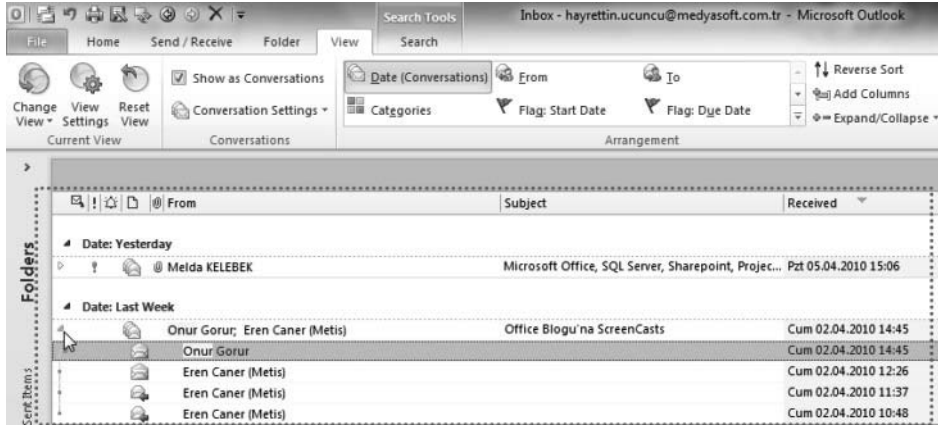 Search Tools
Inbox - hayrettin.ucuncu@medyasoft.com.tr - Microsoft Outlook
File Home Send / Receive Folder View Search
Change View
View Settings
Reset View
Current View
Show as Conversations
Conversation Settings
Conversations
Date (Conversations) From To
Categories Flag: Start Date Flag: Due Date
Arrangement
Reverse Sort
Add Columns
Expand/Collapse
Folders
Sent Items
From Subject Received
Date: Yesterday
Melda KELEBEK Microsoft Office, SQL Server, Sharepoint, Projec... Pzt 05.04.2010 15:06
Date: Last Week
Onur Gorur; Eren Caner (Metis) Office Blogu'na ScreenCasts Cum 02.04.2010 14:45
Onur Gorur Cum 02.04.2010 14:45
Eren Caner (Metis) Cum 02.04.2010 12:26
Eren Caner (Metis) Cum 02.04.2010 11:37
Eren Caner (Metis) Cum 02.04.2010 10:48